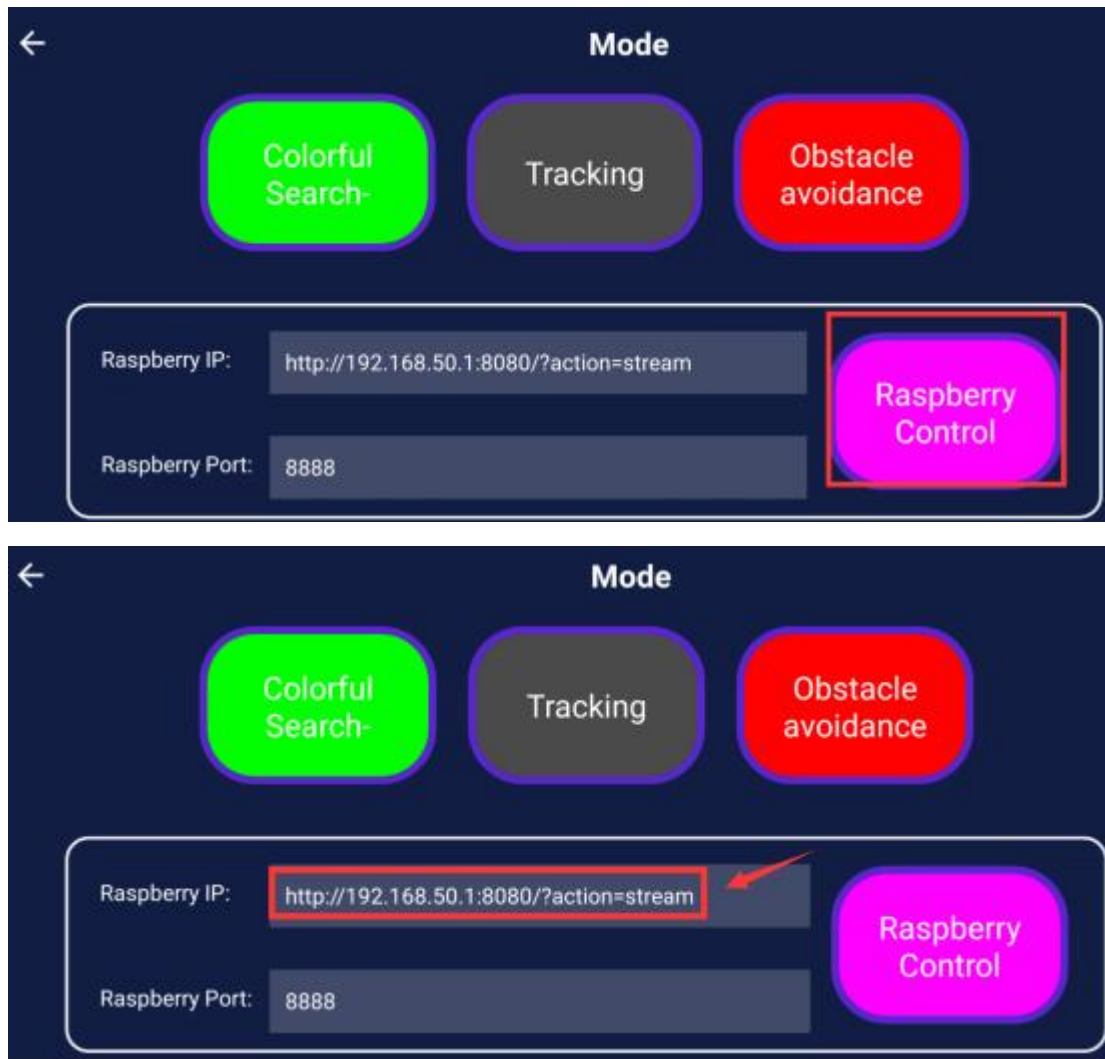 Mode
Colorful
Search-
Tracking
Obstacle
avoidance
Raspberry IP:
http://192.168.50.1:8080/?action=stream
Raspberry
Control
Raspberry Port:
8888
Mode
Colorful
Search-
Tracking
Obstacle
avoidance
Raspberry IP:
http://192.168.50.1:8080/?action=stream
Raspberry
Control
Raspberry Port:
8888